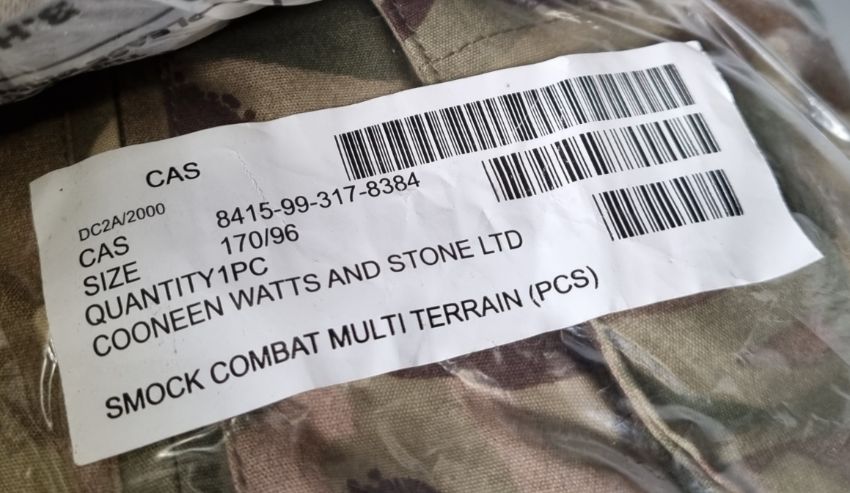 CAS
DC2A/2000
CAS 8415-99-317-8384
SIZE 170/96
QUANTITY1PC
COONEEN WATTS AND STONE LTD
SMOCK COMBAT MULTI TERRAIN (PCS)